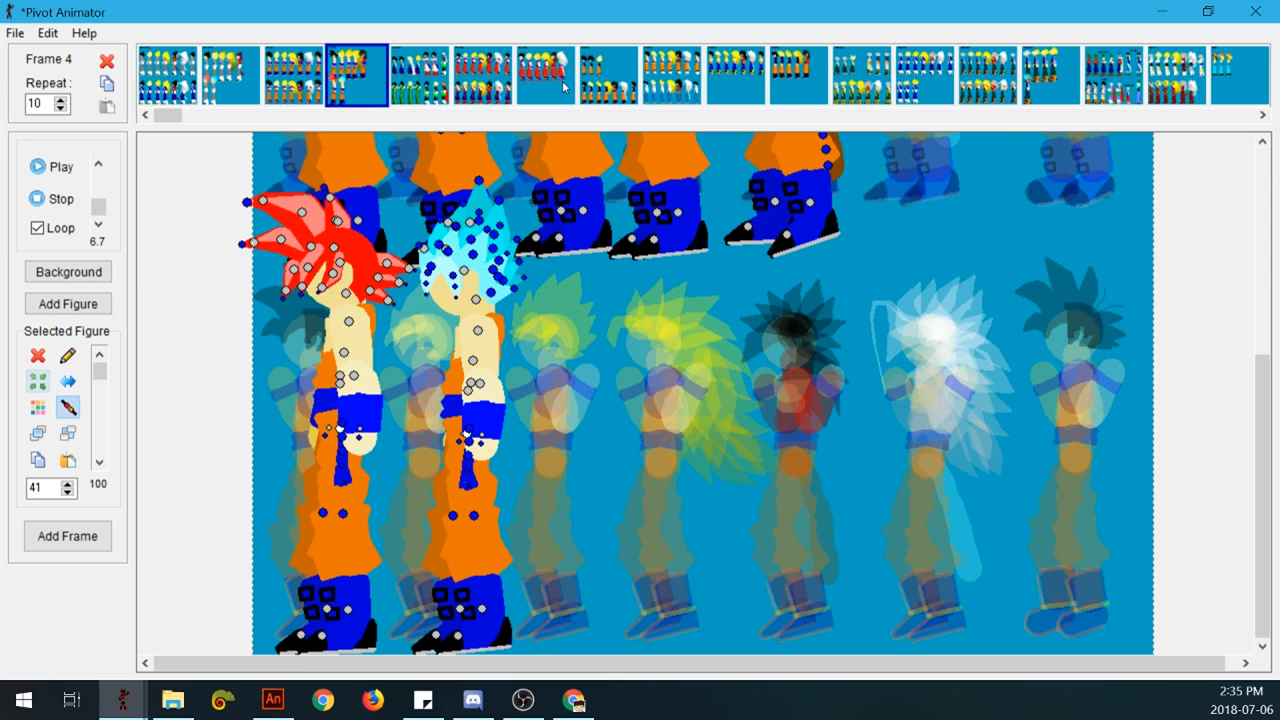 *Pivot Animator
File Edit Help
Frame 4
Repeat :
10
Play
Stop
Loop
6.7
Background
Add Figure
Selected Figure
41
100
Add Frame
An
2:35 PM
2018-07-06